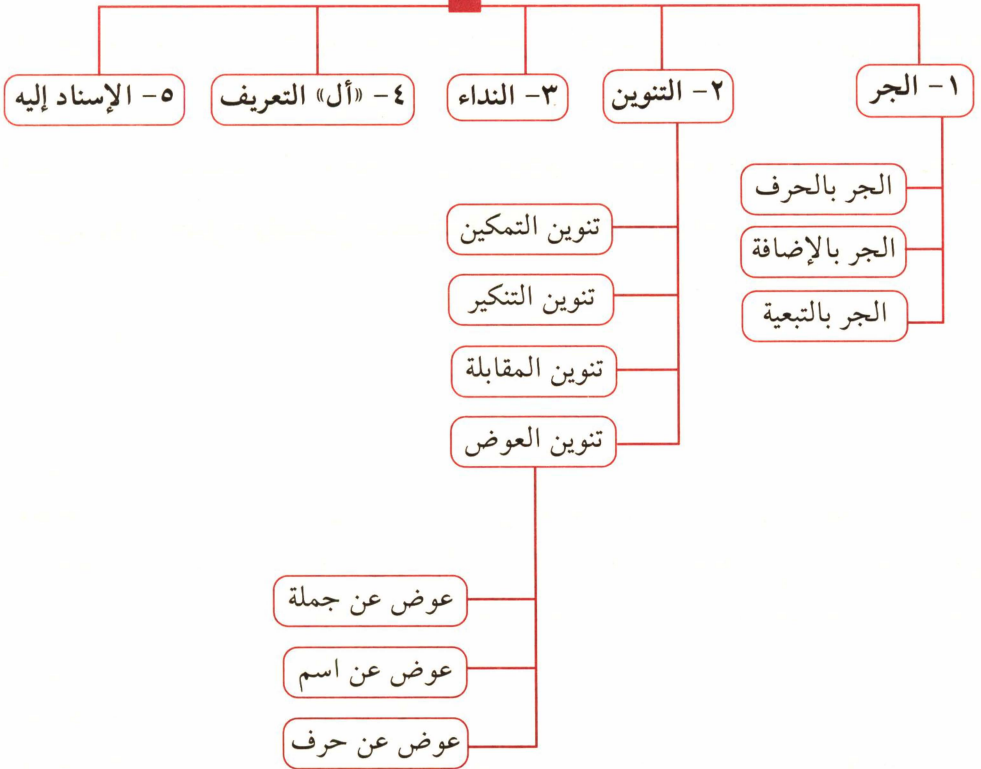 ١- الجر
٢- التنوين
٣- النداء
٤- «أل» التعريف
٥- الإسناد إليه
الجر بالحرف
الجر بالإضافة
الجر بالتبعية
تنوين التمكين
تنوين التنكير
تنوين المقابلة
تنوين العوض
عوض عن جملة
عوض عن اسم
عوض عن حرف